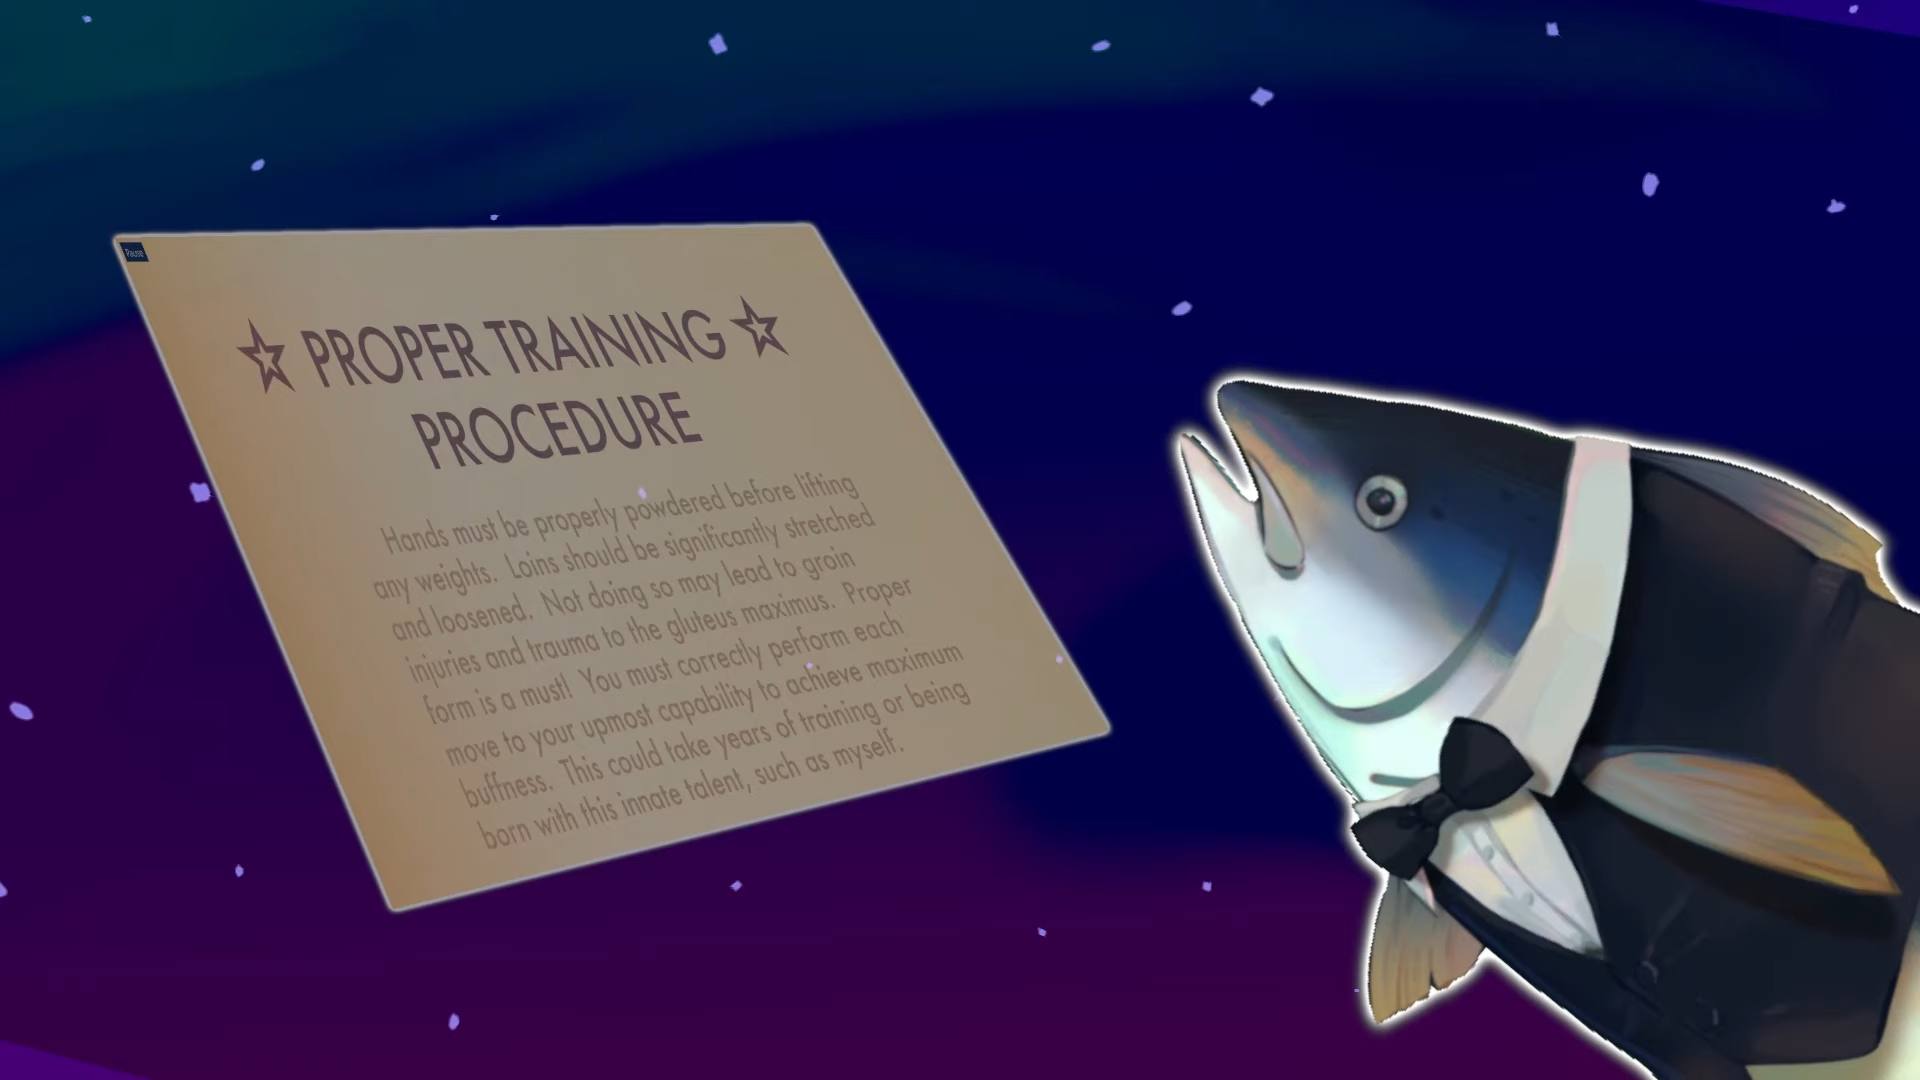 Pause
☆ PROPER TRAINING ☆
PROCEDURE
Hands must be properly powdered before lifting
any weights. Loins should be significantly stretched
and loosened. Not doing so may lead to groin
injuries and trauma to the gluteus maximus. Proper
form is a must! You must correctly perform each
move to your upmost capability to achieve maximum
buffness. This could take years of training or being
born with this innate talent, such as myself.